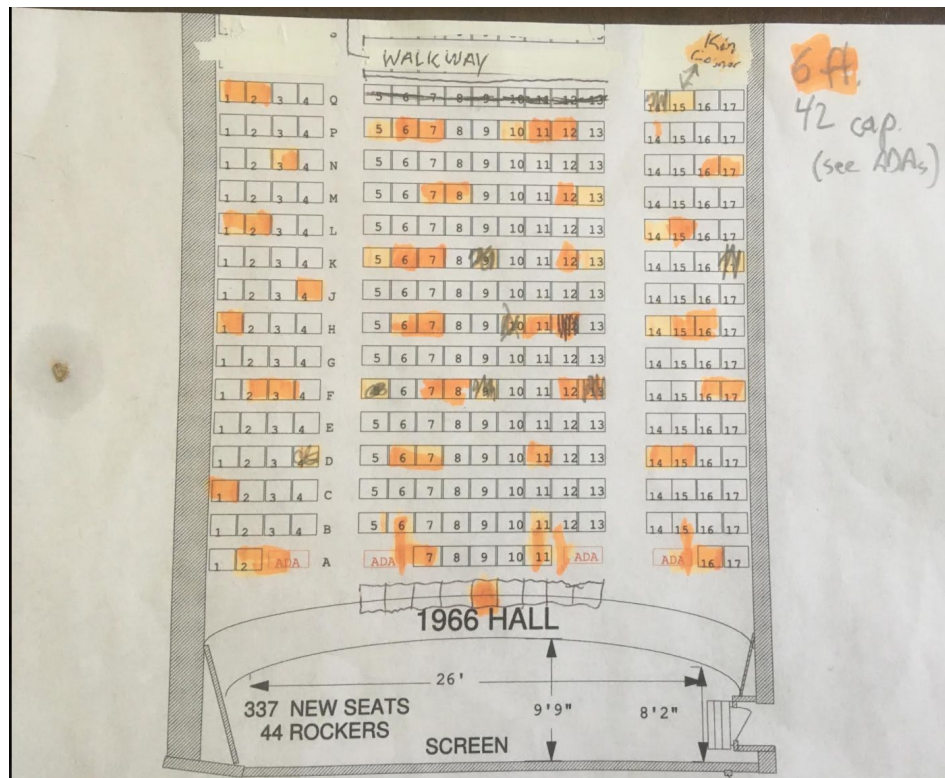 WALKWAY
6 ft.
1 2 3 4 Q 5 6 7 8 9 10 11 12 13 14 15 16 17
42 cap.
1 2 3 4 P 5 6 7 8 9 10 11 12 13 14 15 16 17
(see ADAs)
1 2 3 4 N 5 6 7 8 9 10 11 12 13 14 15 16 17
1 2 3 4 M 5 6 7 8 9 10 11 12 13 14 15 16 17
1 2 3 4 L 5 6 7 8 9 10 11 12 13 14 15 16 17
1 2 3 4 K 5 6 7 8 9 10 11 12 13 14 15 16
1 2 3 4 J 5 6 7 8 9 10 11 12 13 14 15 16 17
1 2 3 4 H 5 6 7 8 9 10 11 13 14 15 16 17
1 2 3 4 G 5 6 7 8 9 10 11 12 13 14 15 16 17
1 2 3 4 F 6 7 8 9 10 11 12 13 14 15 16 17
1 2 3 4 E 5 6 7 8 9 10 11 12 13 14 15 16 17
1 2 3 D 5 6 7 8 9 10 11 12 13 14 15 16 17
1 2 3 4 C 5 6 7 8 9 10 11 12 13 14 15 16 17
1 2 3 4 B 5 6 7 8 9 10 11 12 13 14 15 16 17
1 2 ADA A ADA 7 8 9 10 11 ADA ADA 16 17
1966 HALL
26'
337 NEW SEATS
9'9"
8'2"
44 ROCKERS
SCREEN